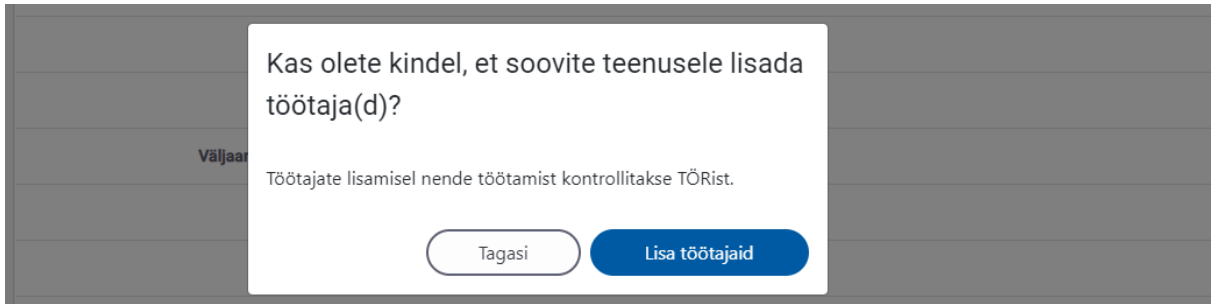 Kas olete kindel, et soovite teenusele lisada
töötaja(d)?
Väljaan
Töötajate lisamisel nende töötamist kontrollitakse TÖRist.
Tagasi
Lisa töötajaid